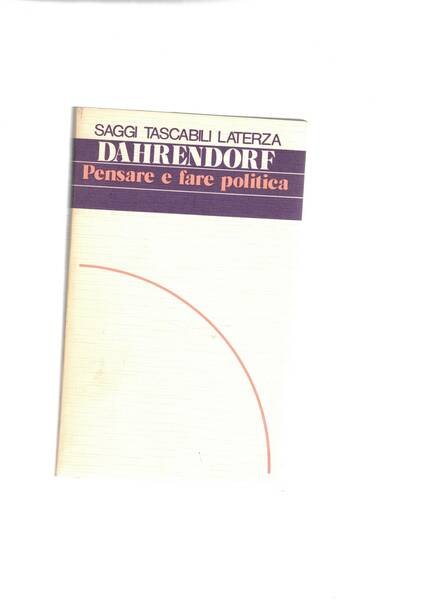 SAGGI TASCABILI LATERZA
DAHRENDORF
Pensare e fare politica